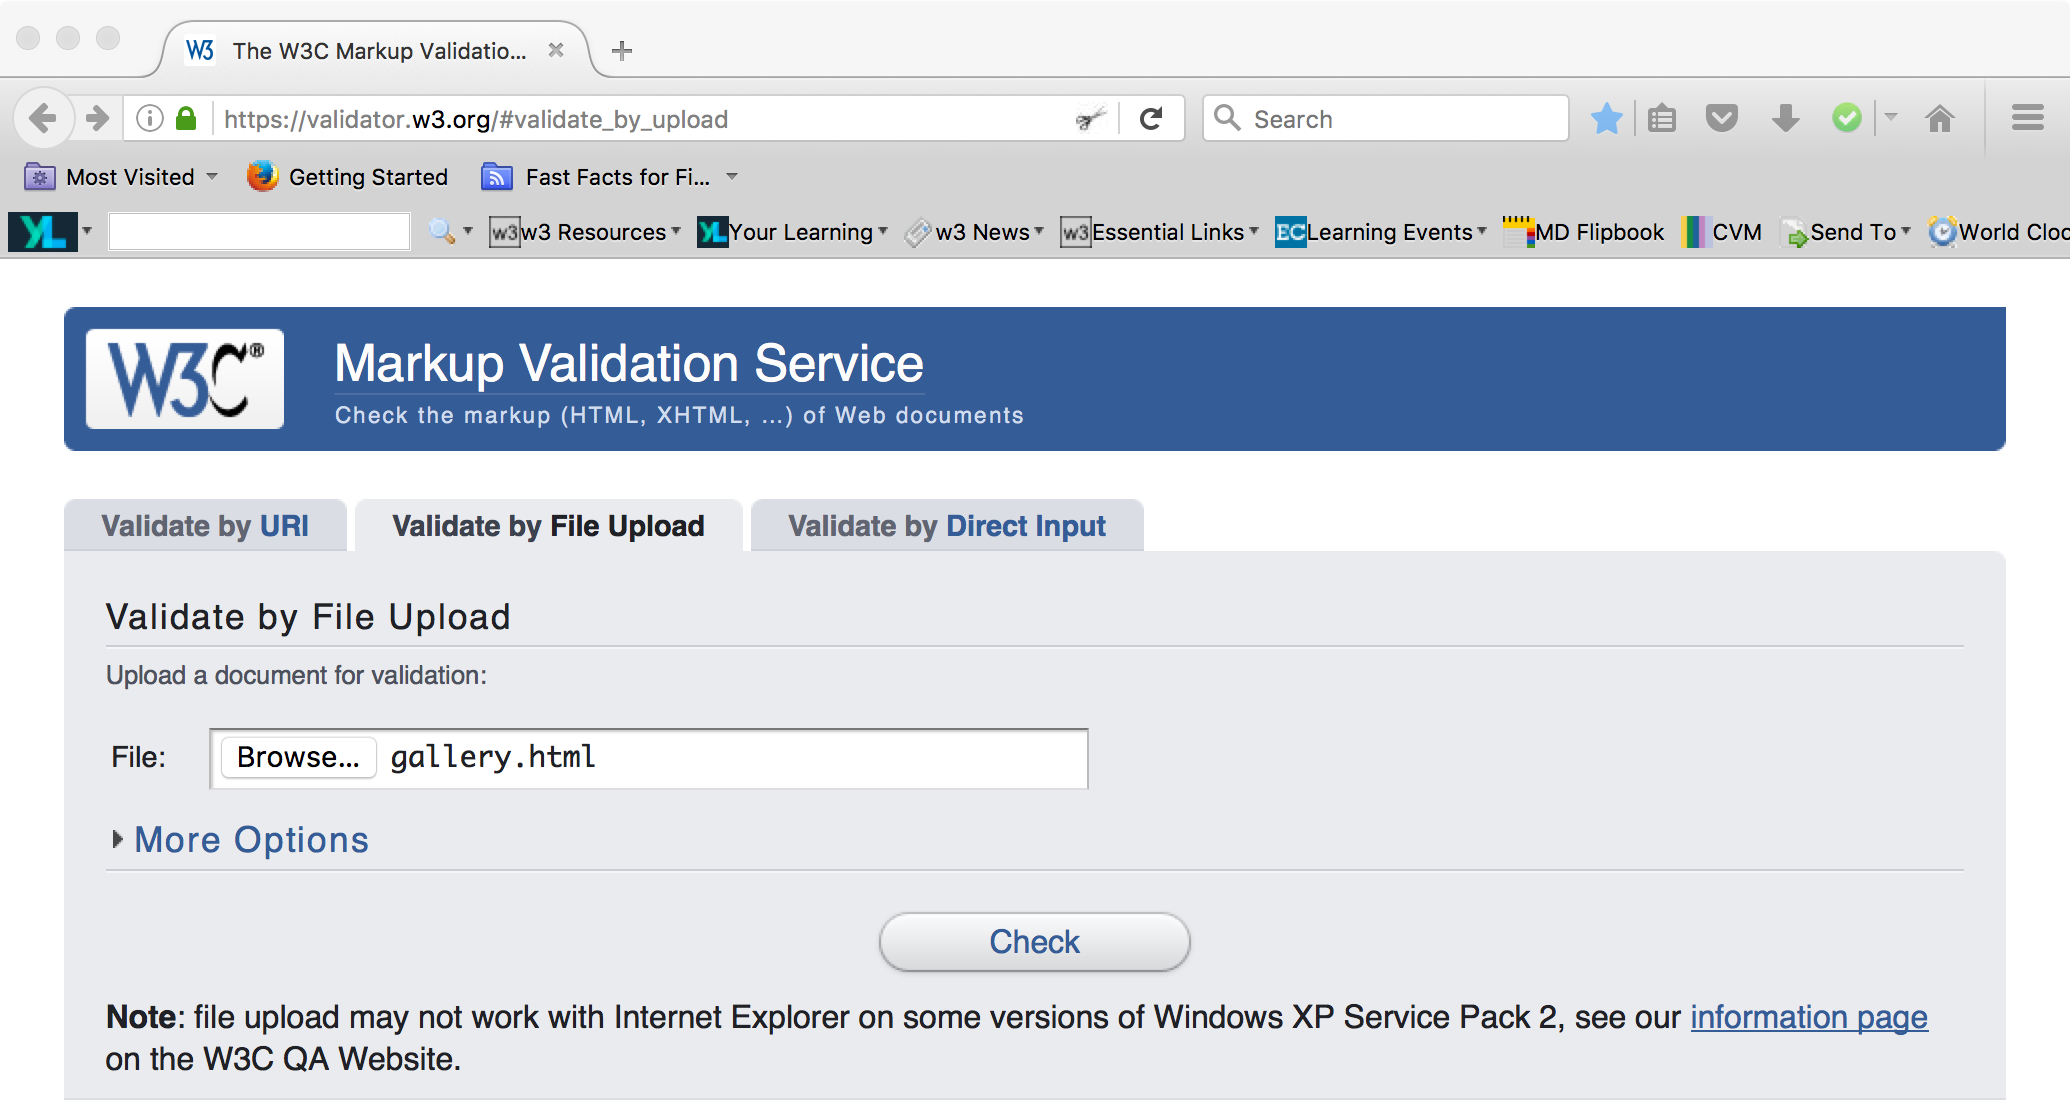 W3 The W3C Markup Validatio...
https://validator.w3.org/#validate_by_upload Search
Most Visited Getting Started Fast Facts for Fi...
YL w3 w3 Resources YL Your Learning w3 News w3 Essential Links EC Learning Events MD Flipbook CVM Send To World Cloc
W3C® Markup Validation Service
Check the markup (HTML, XHTML, ...) of Web documents
Validate by URI Validate by File Upload Validate by Direct Input
Validate by File Upload
Upload a document for validation:
File: Browse... gallery.html
More Options
Check
Note: file upload may not work with Internet Explorer on some versions of Windows XP Service Pack 2, see our information page
on the W3C QA Website.